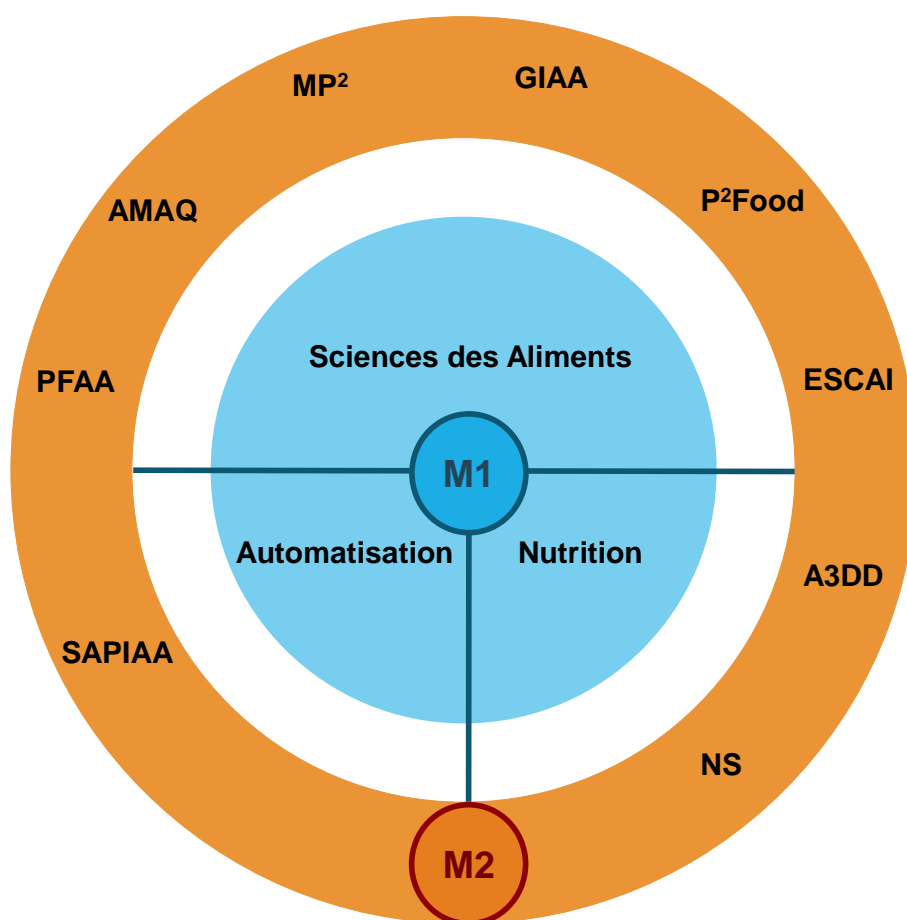 MP² GIAA
AMAQ P²Food
Sciences des Aliments
PFAA ESCAI
M1
Automatisation Nutrition
A3DD
SAPIAA
NS
M2